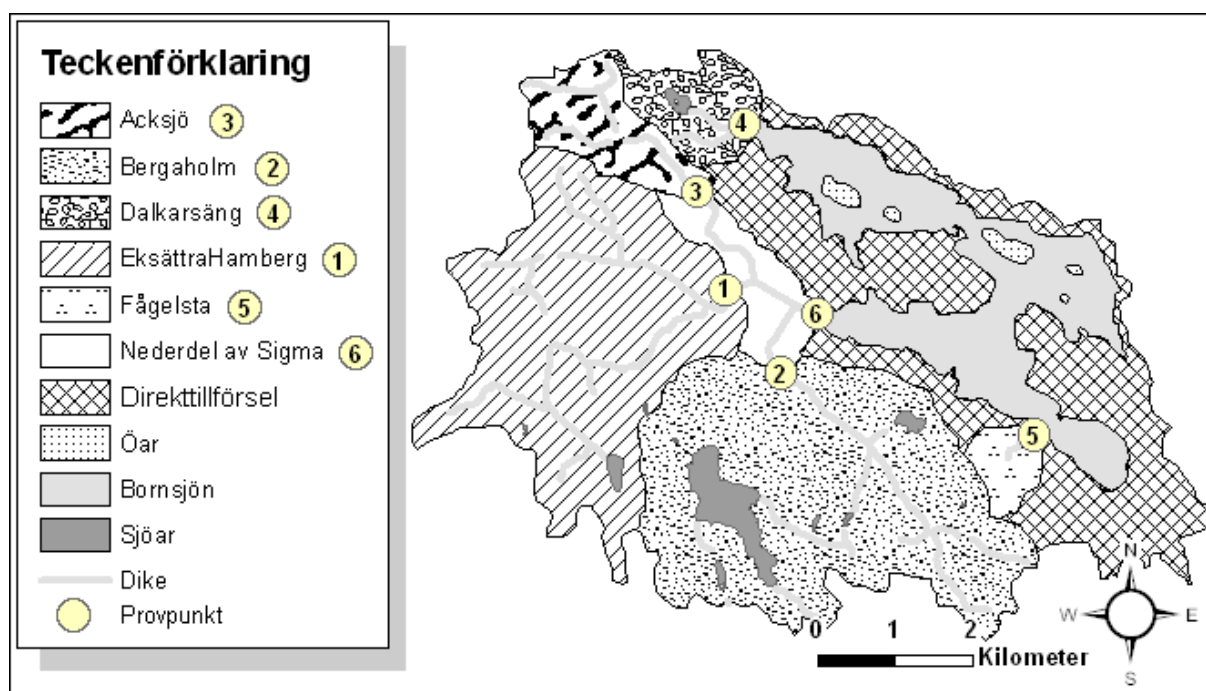 Teckenförklaring
Acksjö 3
Bergaholm 2
Dalkarsäng 4
EksättraHamberg 1
Fågelsta 5
Nederdel av Sigma 6
Direkttillförsel
Öar
Bornsjön
Sjöar
Dike
Provpunkt
4
3
1
6
2
5
0 1 2
Kilometer
N
W E
S